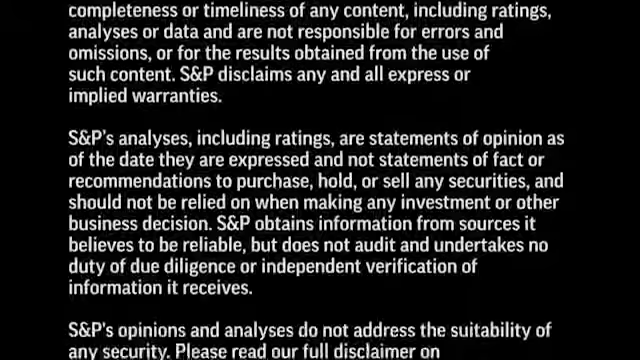 completeness or timeliness of any content, including ratings,
analyses or data and are not responsible for errors and
omissions, or for the results obtained from the use of
such content. S&P disclaims any and all express or
implied warranties.
S&P's analyses, including ratings, are statements of opinion as
of the date they are expressed and not statements of fact or
recommendations to purchase, hold, or sell any securities, and
should not be relied on when making any investment or other
business decision. S&P obtains information from sources it
believes to be reliable, but does not audit and undertakes no
duty of due diligence or independent verification of
information it receives.
S&P's opinions and analyses do not address the suitability of
any security. Please read our full disclaimer on